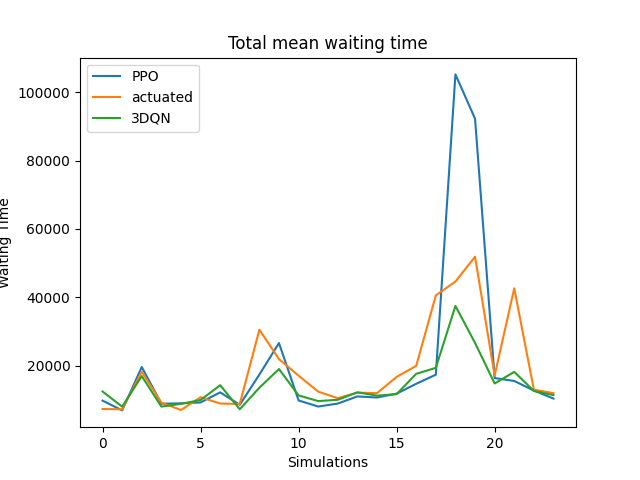 Total mean waiting time
PPO
actuated
3DQN
100000
80000
60000
40000
20000
Waiting Time
0 5 10 15 20
Simulations